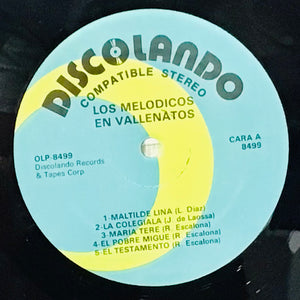 DISCOLANDO
COMPATIBLE STEREO
LOS MELODICOS
EN VALLENATOS
OLP-8499
Discolando Records
& Tapes Corp
CARA A
8499
1-MALTILDE LINA (L. Diaz)
2-LA COLEGIALA (J. de Laossa)
3-MARIA TERE (R. Escalona)
4-EL POBRE MIGUE (R. Escalona)
5-EL TESTAMENTO (R. Escalona)